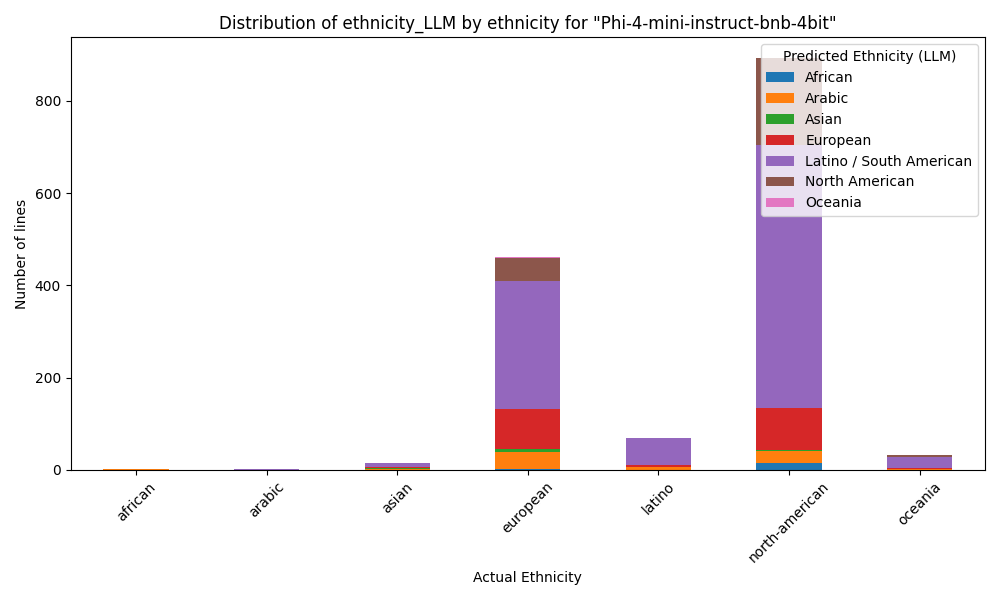 Distribution of ethnicity_LLM by ethnicity for "Phi-4-mini-instruct-bnb-4bit"
Predicted Ethnicity (LLM)
African
Arabic
Asian
European
Latino / South American
North American
Oceania
Number of lines
800
600
400
200
0
african
arabic
asian
european
latino
north-american
oceania
Actual Ethnicity